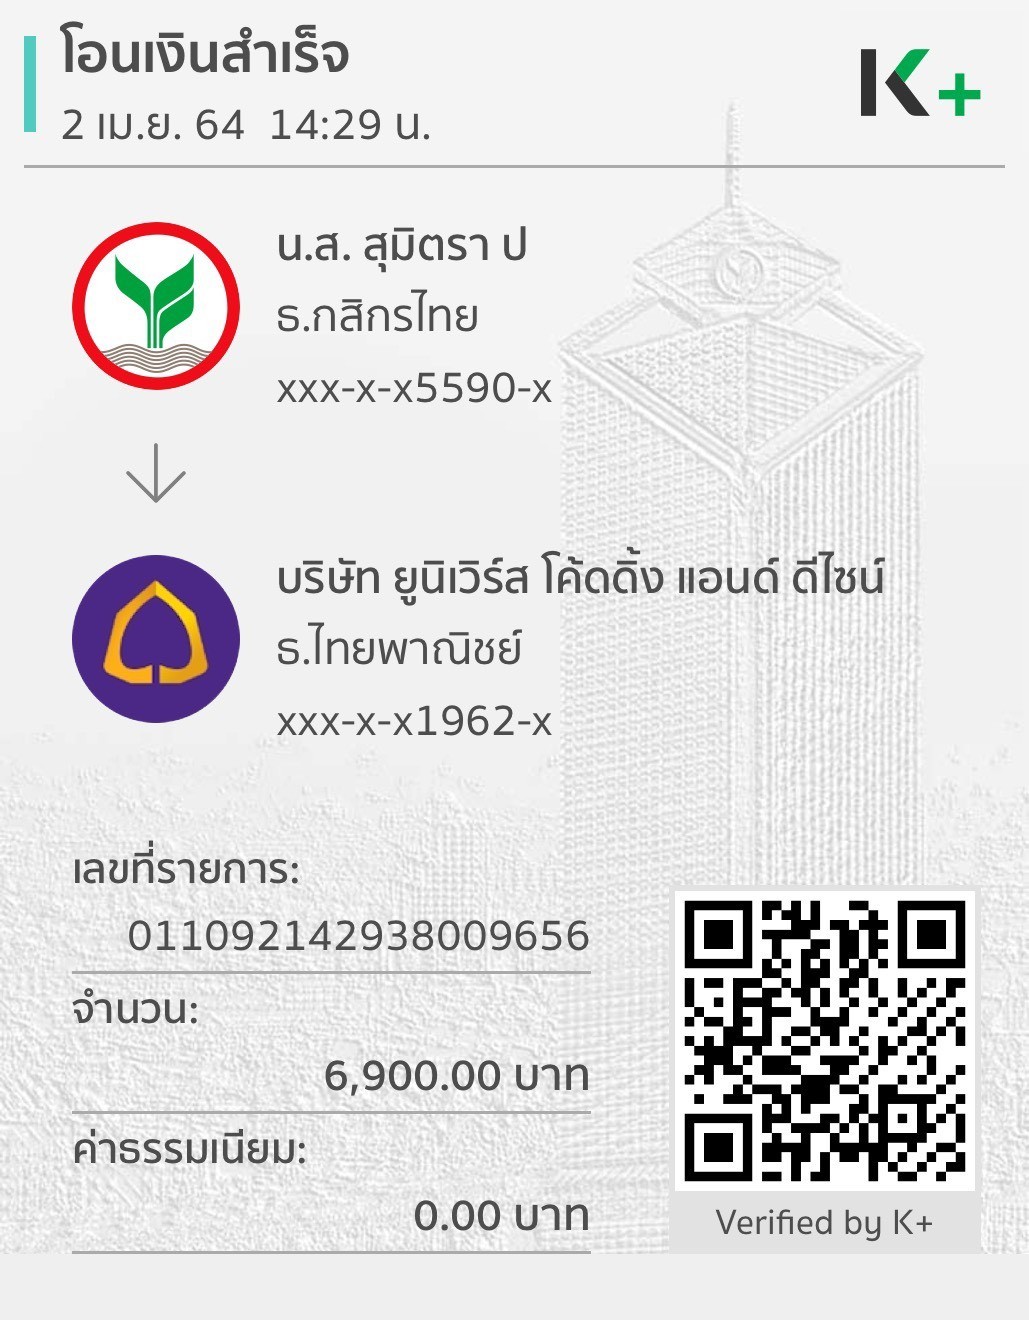 โอนเงินสำเร็จ
2 เม.ย. 64  14:29 น.
K+
น.ส. สุมิตรา ป
ธ.กสิกรไทย
xxx-x-x5590-x
บริษัท ยูนิเวิร์ส โค้ดดิ้ง แอนด์ ดีไซน์
ธ.ไทยพาณิชย์
xxx-x-x1962-x
เลขที่รายการ:
011092142938009656
จำนวน:
6,900.00 บาท
ค่าธรรมเนียม:
0.00 บาท
Verified by K+